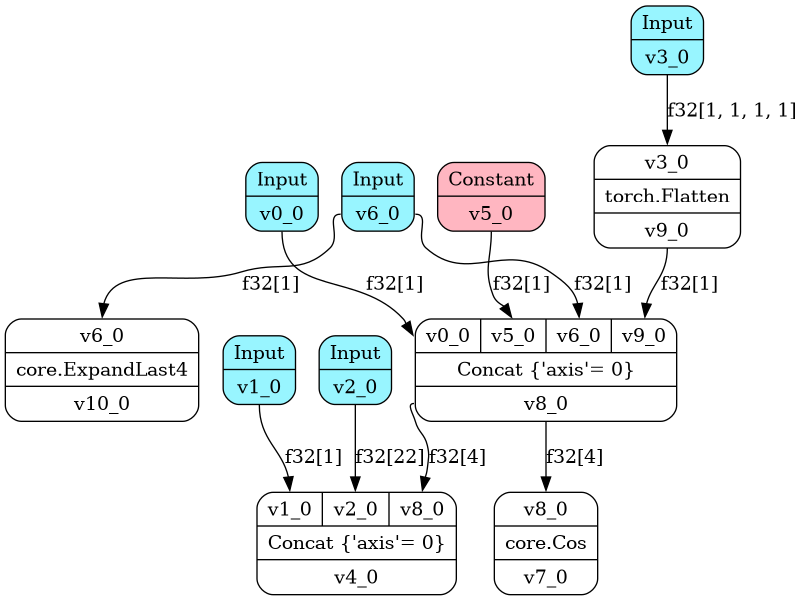 Input
v3_0
f32[1, 1, 1, 1]
Input
v0_0
Input
v6_0
Constant
v5_0
v3_0
torch.Flatten
v9_0
f32[1]
f32[1]
f32[1]
f32[1]
f32[1]
v6_0
core.ExpandLast4
v10_0
Input
v1_0
Input
v2_0
v0_0 v5_0 v6_0 v9_0
Concat {'axis'= 0}
v8_0
f32[1]
f32[22]
f32[4]
f32[4]
v1_0 v2_0 v8_0
Concat {'axis'= 0}
v4_0
v8_0
core.Cos
v7_0